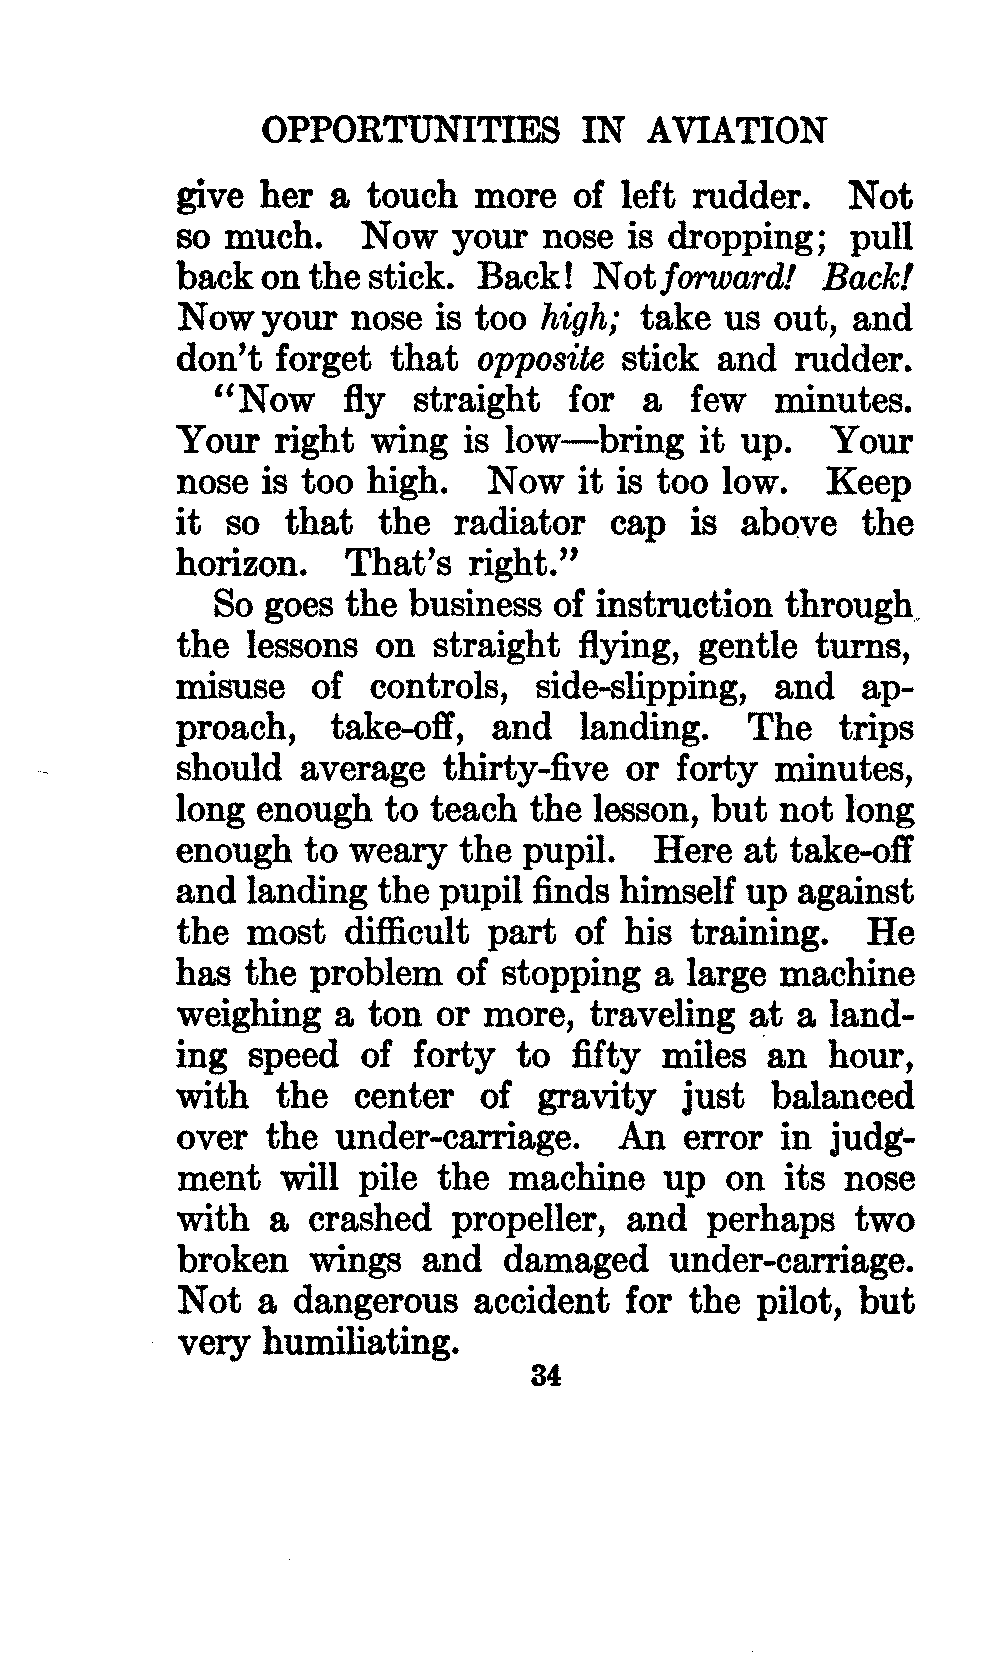 OPPORTUNITIES IN AVIATION
give her a touch more of left rudder. Not
so much. Now your nose is dropping; pull
back on the stick. Back! Not forward! Back!
Now your nose is too high; take us out, and
don't forget that opposite stick and rudder.
"Now fly straight for a few minutes.
Your right wing is low—bring it up. Your
nose is too high. Now it is too low. Keep
it so that the radiator cap is above the
horizon. That's right."
So goes the business of instruction through
the lessons on straight flying, gentle turns,
misuse of controls, side-slipping, and ap-
proach, take-off, and landing. The trips
should average thirty-five or forty minutes,
long enough to teach the lesson, but not long
enough to weary the pupil. Here at take-off
and landing the pupil finds himself up against
the most difficult part of his training. He
has the problem of stopping a large machine
weighing a ton or more, traveling at a land-
ing speed of forty to fifty miles an hour,
with the center of gravity just balanced
over the under-carriage. An error in judg-
ment will pile the machine up on its nose
with a crashed propeller, and perhaps two
broken wings and damaged under-carriage.
Not a dangerous accident for the pilot, but
very humiliating.
34